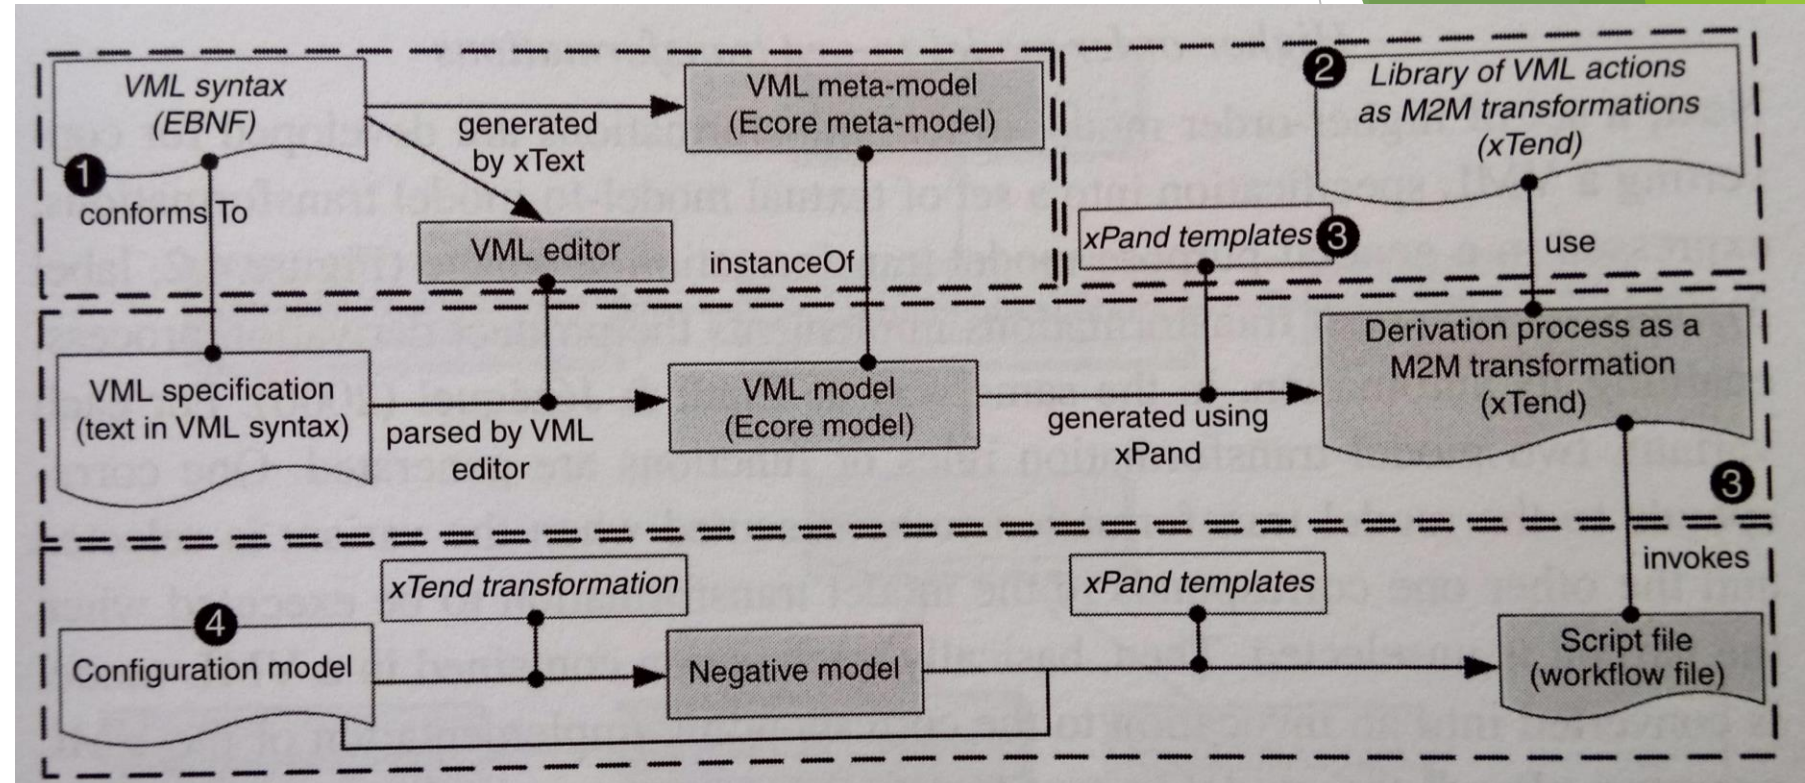 VML syntax
(EBNF)
1
conforms To
generated
by xText
VML meta-model
(Ecore meta-model)
VML editor
instanceOf
2
Library of VML actions
as M2M transformations
(xTend)
xPand templates
3
use
VML specification
(text in VML syntax)
parsed by VML
editor
VML model
(Ecore model)
generated using
xPand
Derivation process as a
M2M transformation
(xTend)
3
invokes
4
Configuration model
xTend transformation
Negative model
xPand templates
Script file
(workflow file)